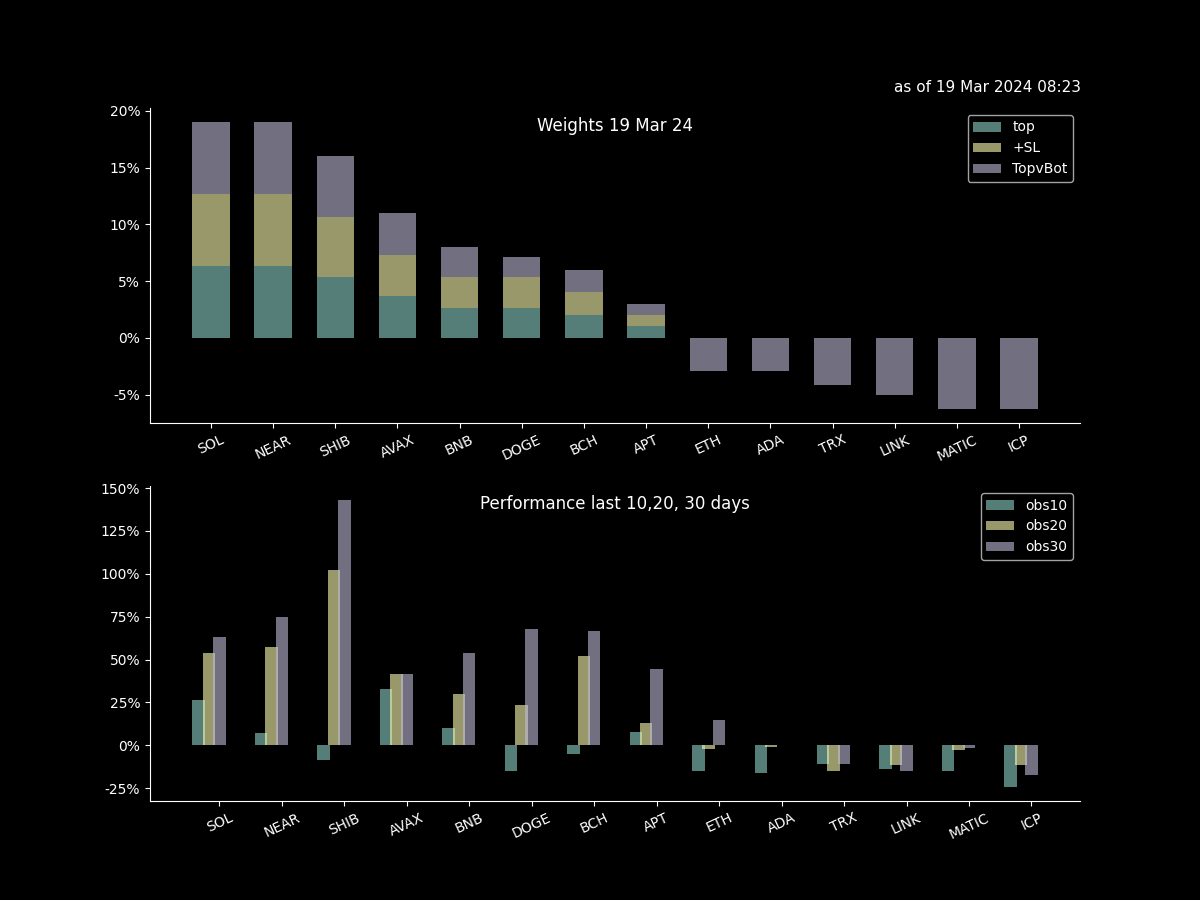 as of 19 Mar 2024 08:23
Weights 19 Mar 24
top
+SL
TopvBot
20%
15%
10%
5%
0%
-5%
SOL NEAR SHIB AVAX BNB DOGE BCH APT ETH ADA TRX LINK MATIC ICP
Performance last 10,20, 30 days
obs10
obs20
obs30
150%
125%
100%
75%
50%
25%
0%
-25%
SOL NEAR SHIB AVAX BNB DOGE BCH APT ETH ADA TRX LINK MATIC ICP